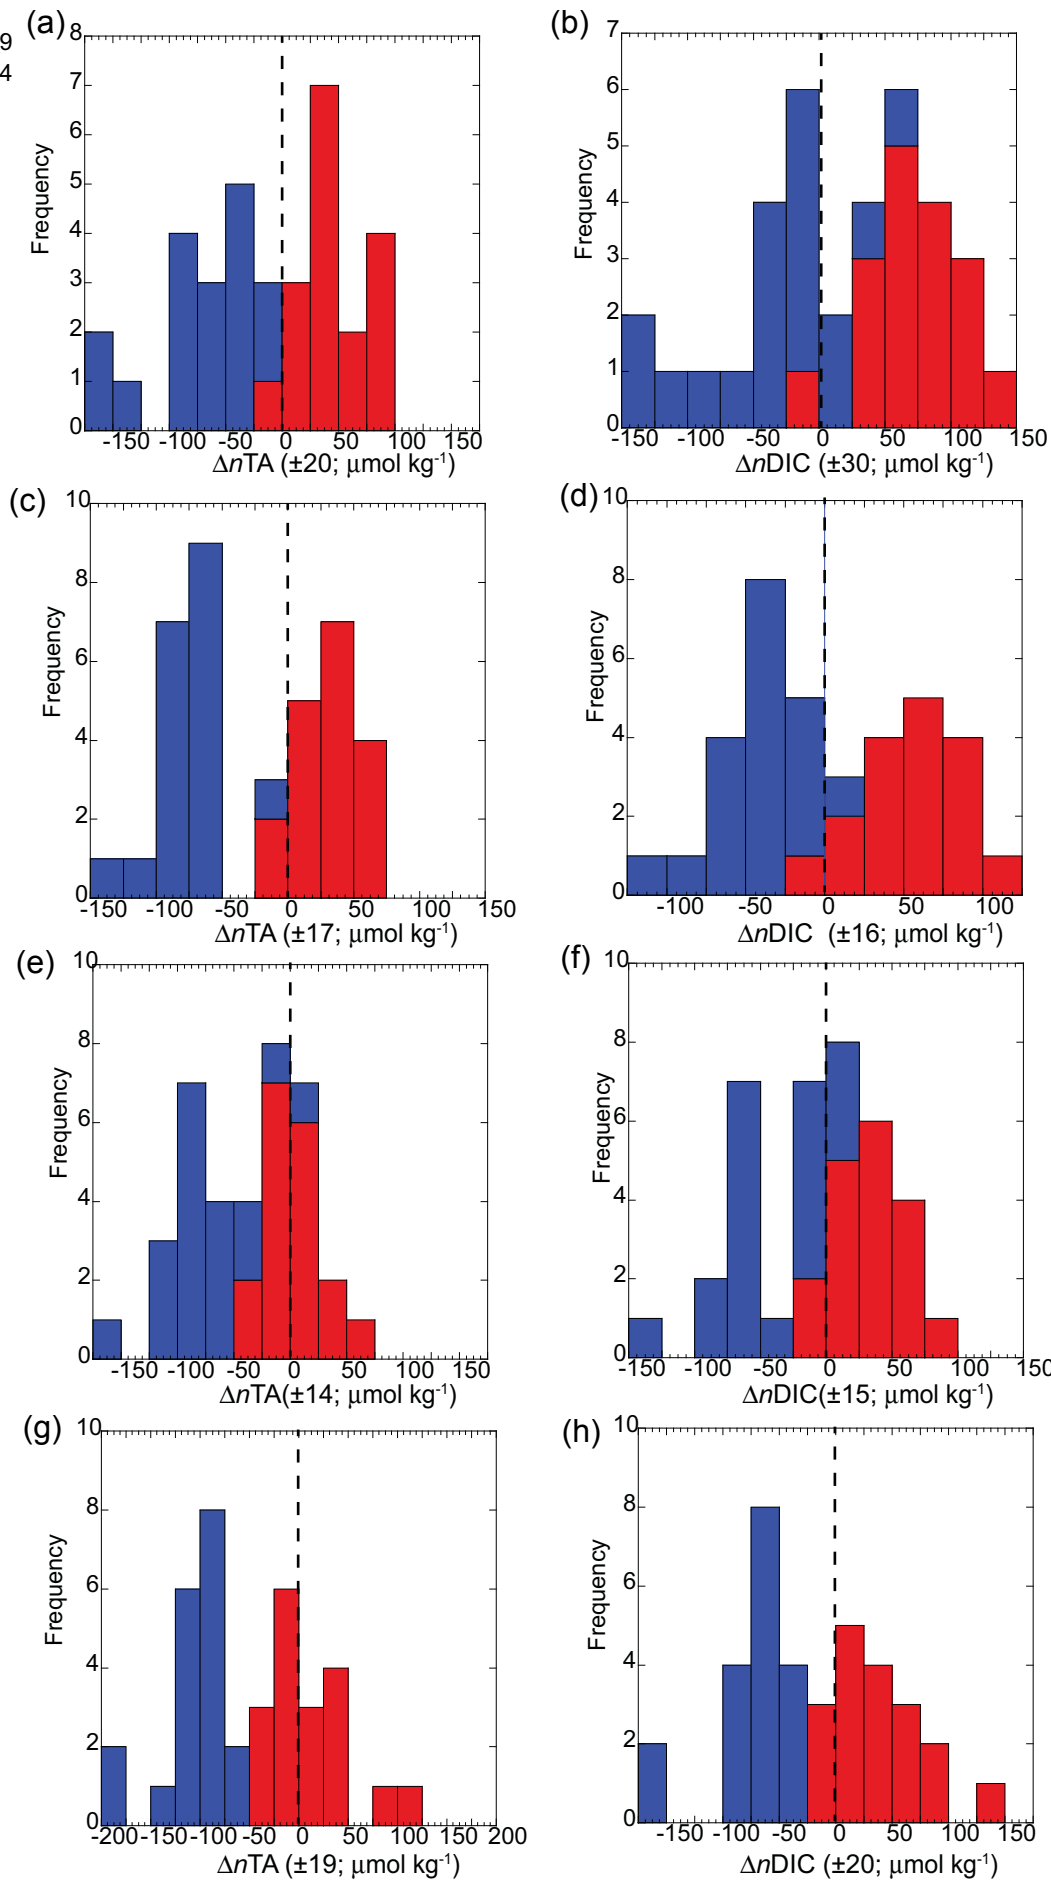 9
4
(a)
8
7
6
5
4
3
2
1
0
Frequency
-150 -100 -50 0 50 100 150
ΔnTA (±20; μmol kg⁻¹)
(b)
7
6
5
4
3
2
1
0
Frequency
-150 -100 -50 0 50 100 150
ΔnDIC (±30; μmol kg⁻¹)
(c)
10
8
6
4
2
0
Frequency
-150 -100 -50 0 50 100 150
ΔnTA (±17; μmol kg⁻¹)
(d)
10
8
6
4
2
0
Frequency
-100 -50 0 50 100
ΔnDIC (±16; μmol kg⁻¹)
(e)
10
8
6
4
2
0
Frequency
-150 -100 -50 0 50 100 150
ΔnTA(±14; μmol kg⁻¹)
(f)
10
8
6
4
2
0
Frequency
-150 -100 -50 0 50 100 150
ΔnDIC(±15; μmol kg⁻¹)
(g)
10
8
6
4
2
0
Frequency
-200 -150 -100 -50 0 50 100 150 200
ΔnTA (±19; μmol kg⁻¹)
(h)
10
8
6
4
2
0
Frequency
-150 -100 -50 0 50 100 150
ΔnDIC (±20; μmol kg⁻¹)